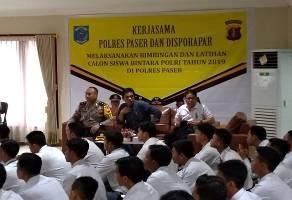 KERJASAMA
POLRES PASER DAN DISPORAPAR
MELAKSANAKAN BIMBINGAN DAN LATIHAN
CALON SISWA BINTARA POLRI TAHUN 2019
DI POLRES PASER